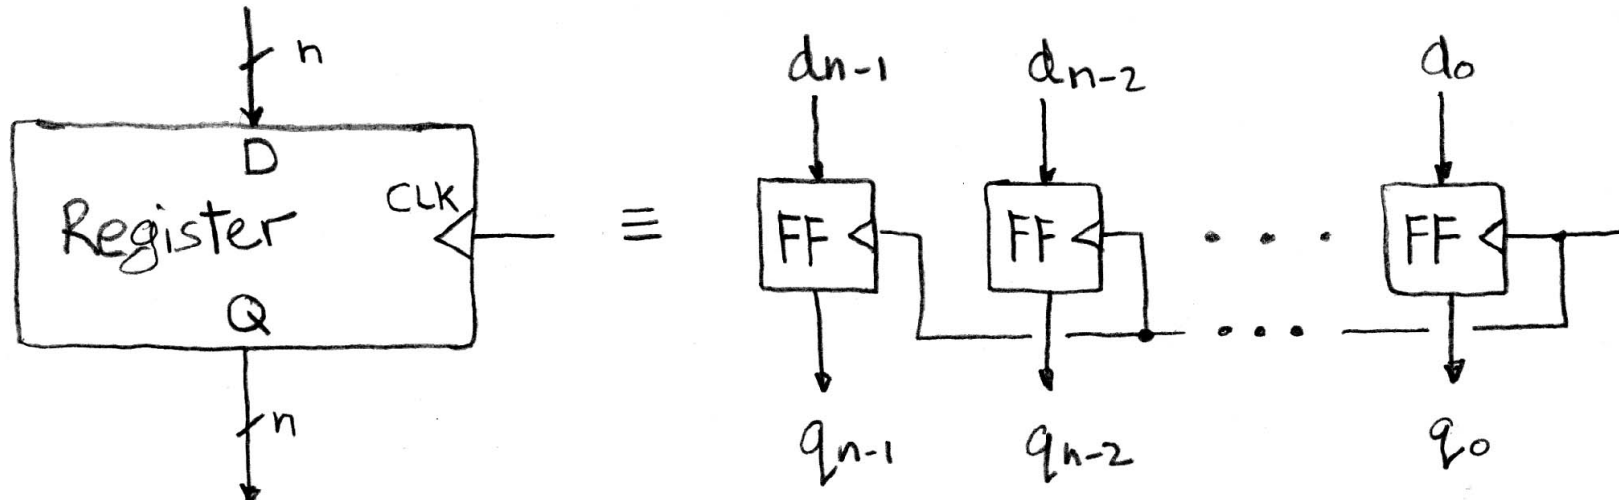 n
D
Register
CLK
Q
n
≡
dn-1
dn-2
d0
FF
FF
. . .
FF
...
qn-1
qn-2
q0